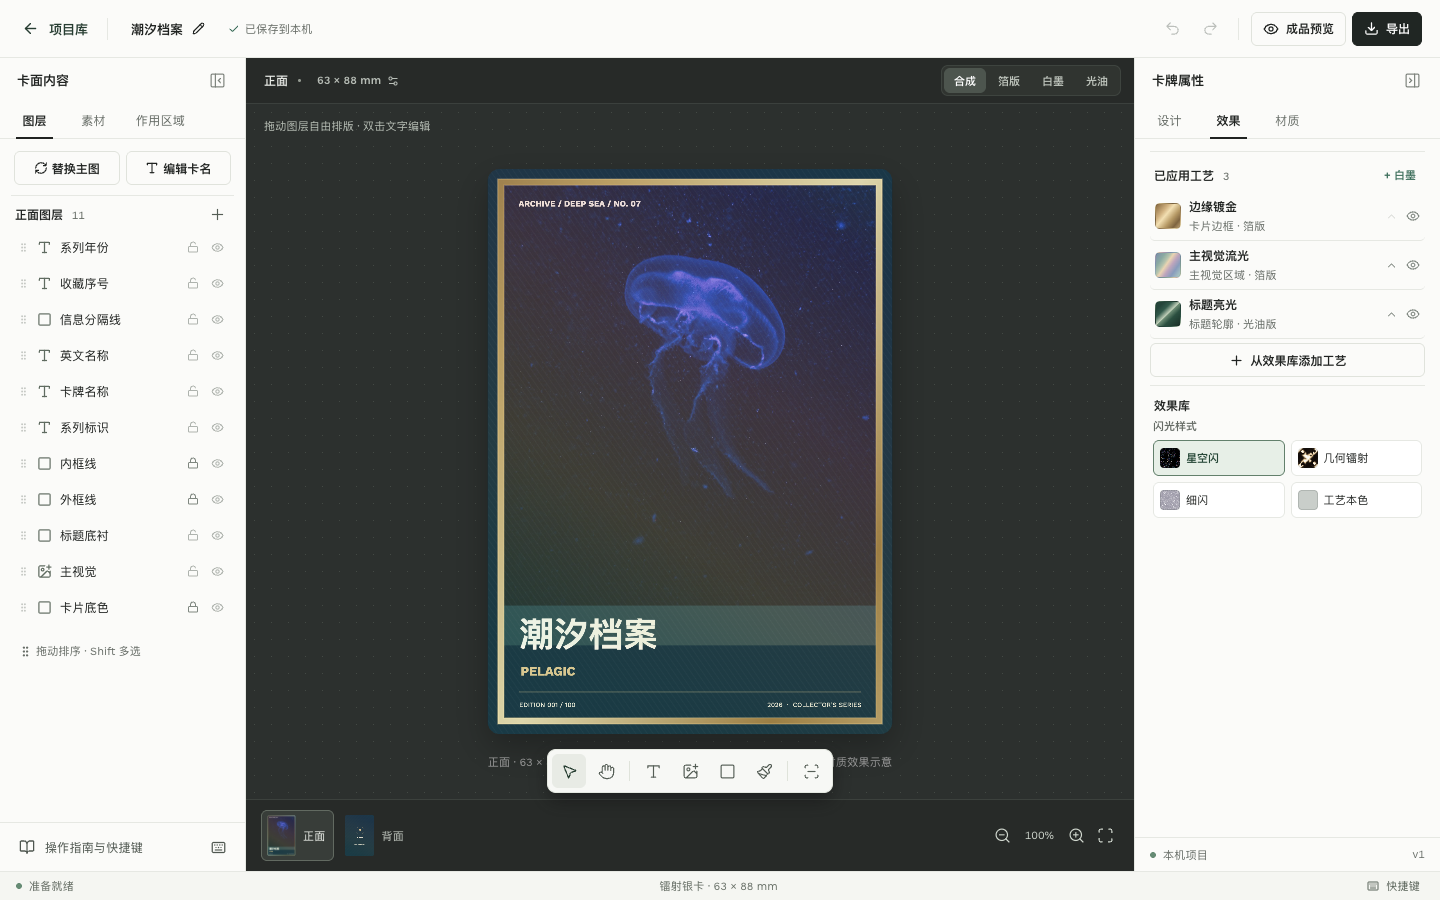 项目库
潮汐档案
已保存到本机
成品预览
导出
卡面内容
图层
素材
作用区域
替换主图
编辑卡名
正面图层 11
系列年份
收藏序号
信息分隔线
英文名称
卡牌名称
系列标识
内框线
外框线
标题底衬
主视觉
卡片底色
拖动排序 · Shift 多选
操作指南与快捷键
正面 • 63 × 88 mm
合成
箔版
白墨
光油
拖动图层自由排版 · 双击文字编辑
ARCHIVE / DEEP SEA / NO. 07
潮汐档案
PELAGIC
EDITION 001 / 100
2026 · COLLECTOR'S SERIES
正面 · 63 ×
质效果示意
正面
背面
100%
卡牌属性
设计
效果
材质
已应用工艺 3
+ 白墨
边缘镀金
卡片边框 · 箔版
主视觉流光
主视觉区域 · 箔版
标题亮光
标题轮廓 · 光油版
从效果库添加工艺
效果库
闪光样式
星空闪
几何镭射
细闪
工艺本色
本机项目
v1
准备就绪
镭射银卡 · 63 × 88 mm
快捷键